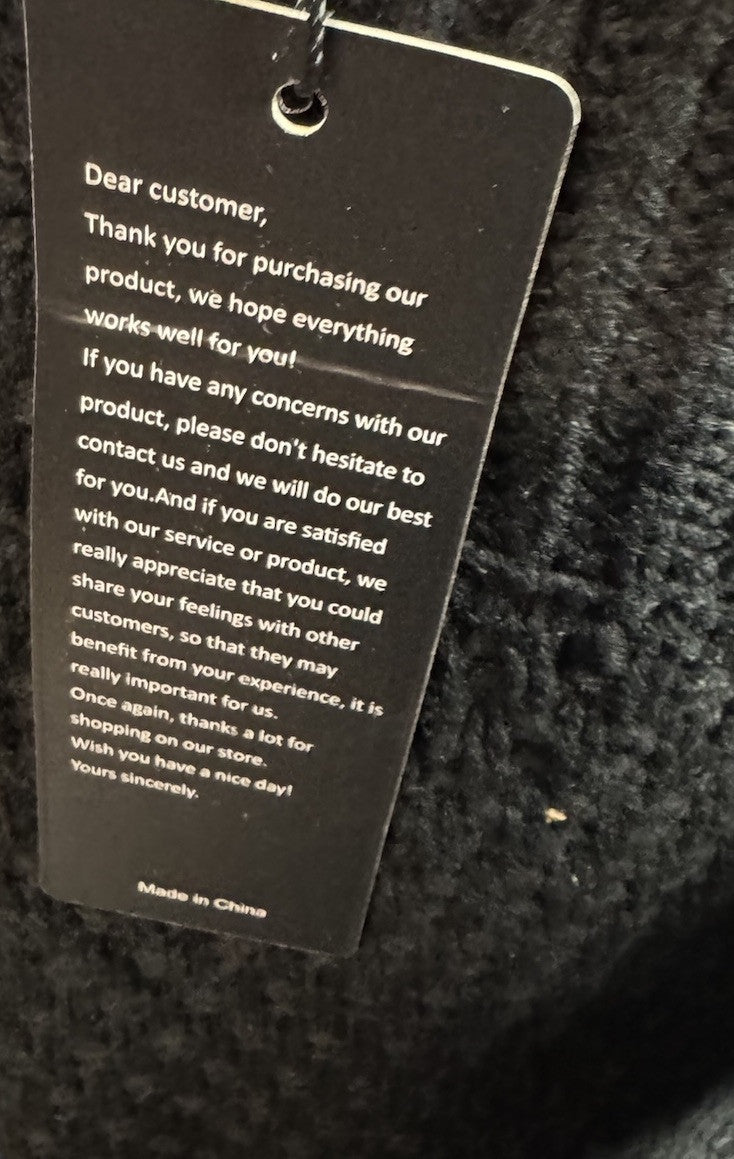 Dear customer,
Thank you for purchasing our
product, we hope everything
works well for you!
If you have any concerns with our
product, please don't hesitate to
contact us and we will do our best
for you.And if you are satisfied
with our service or product, we
really appreciate that you could
share your feelings with other
customers, so that they may
benefit from your experience, it is
really important for us.
Once again, thanks a lot for
shopping on our store.
Wish you have a nice day!
Yours sincerely.
Made in China